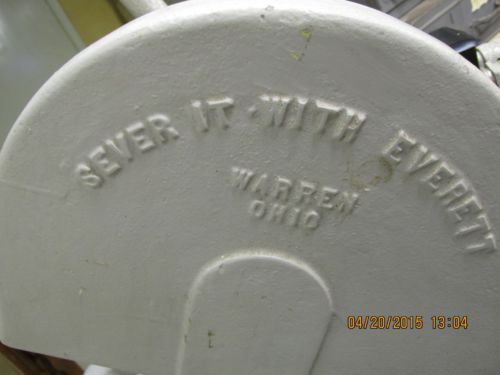 SEVER IT WITH EVERETT
WARREN
OHIO
04/20/2015 13:04